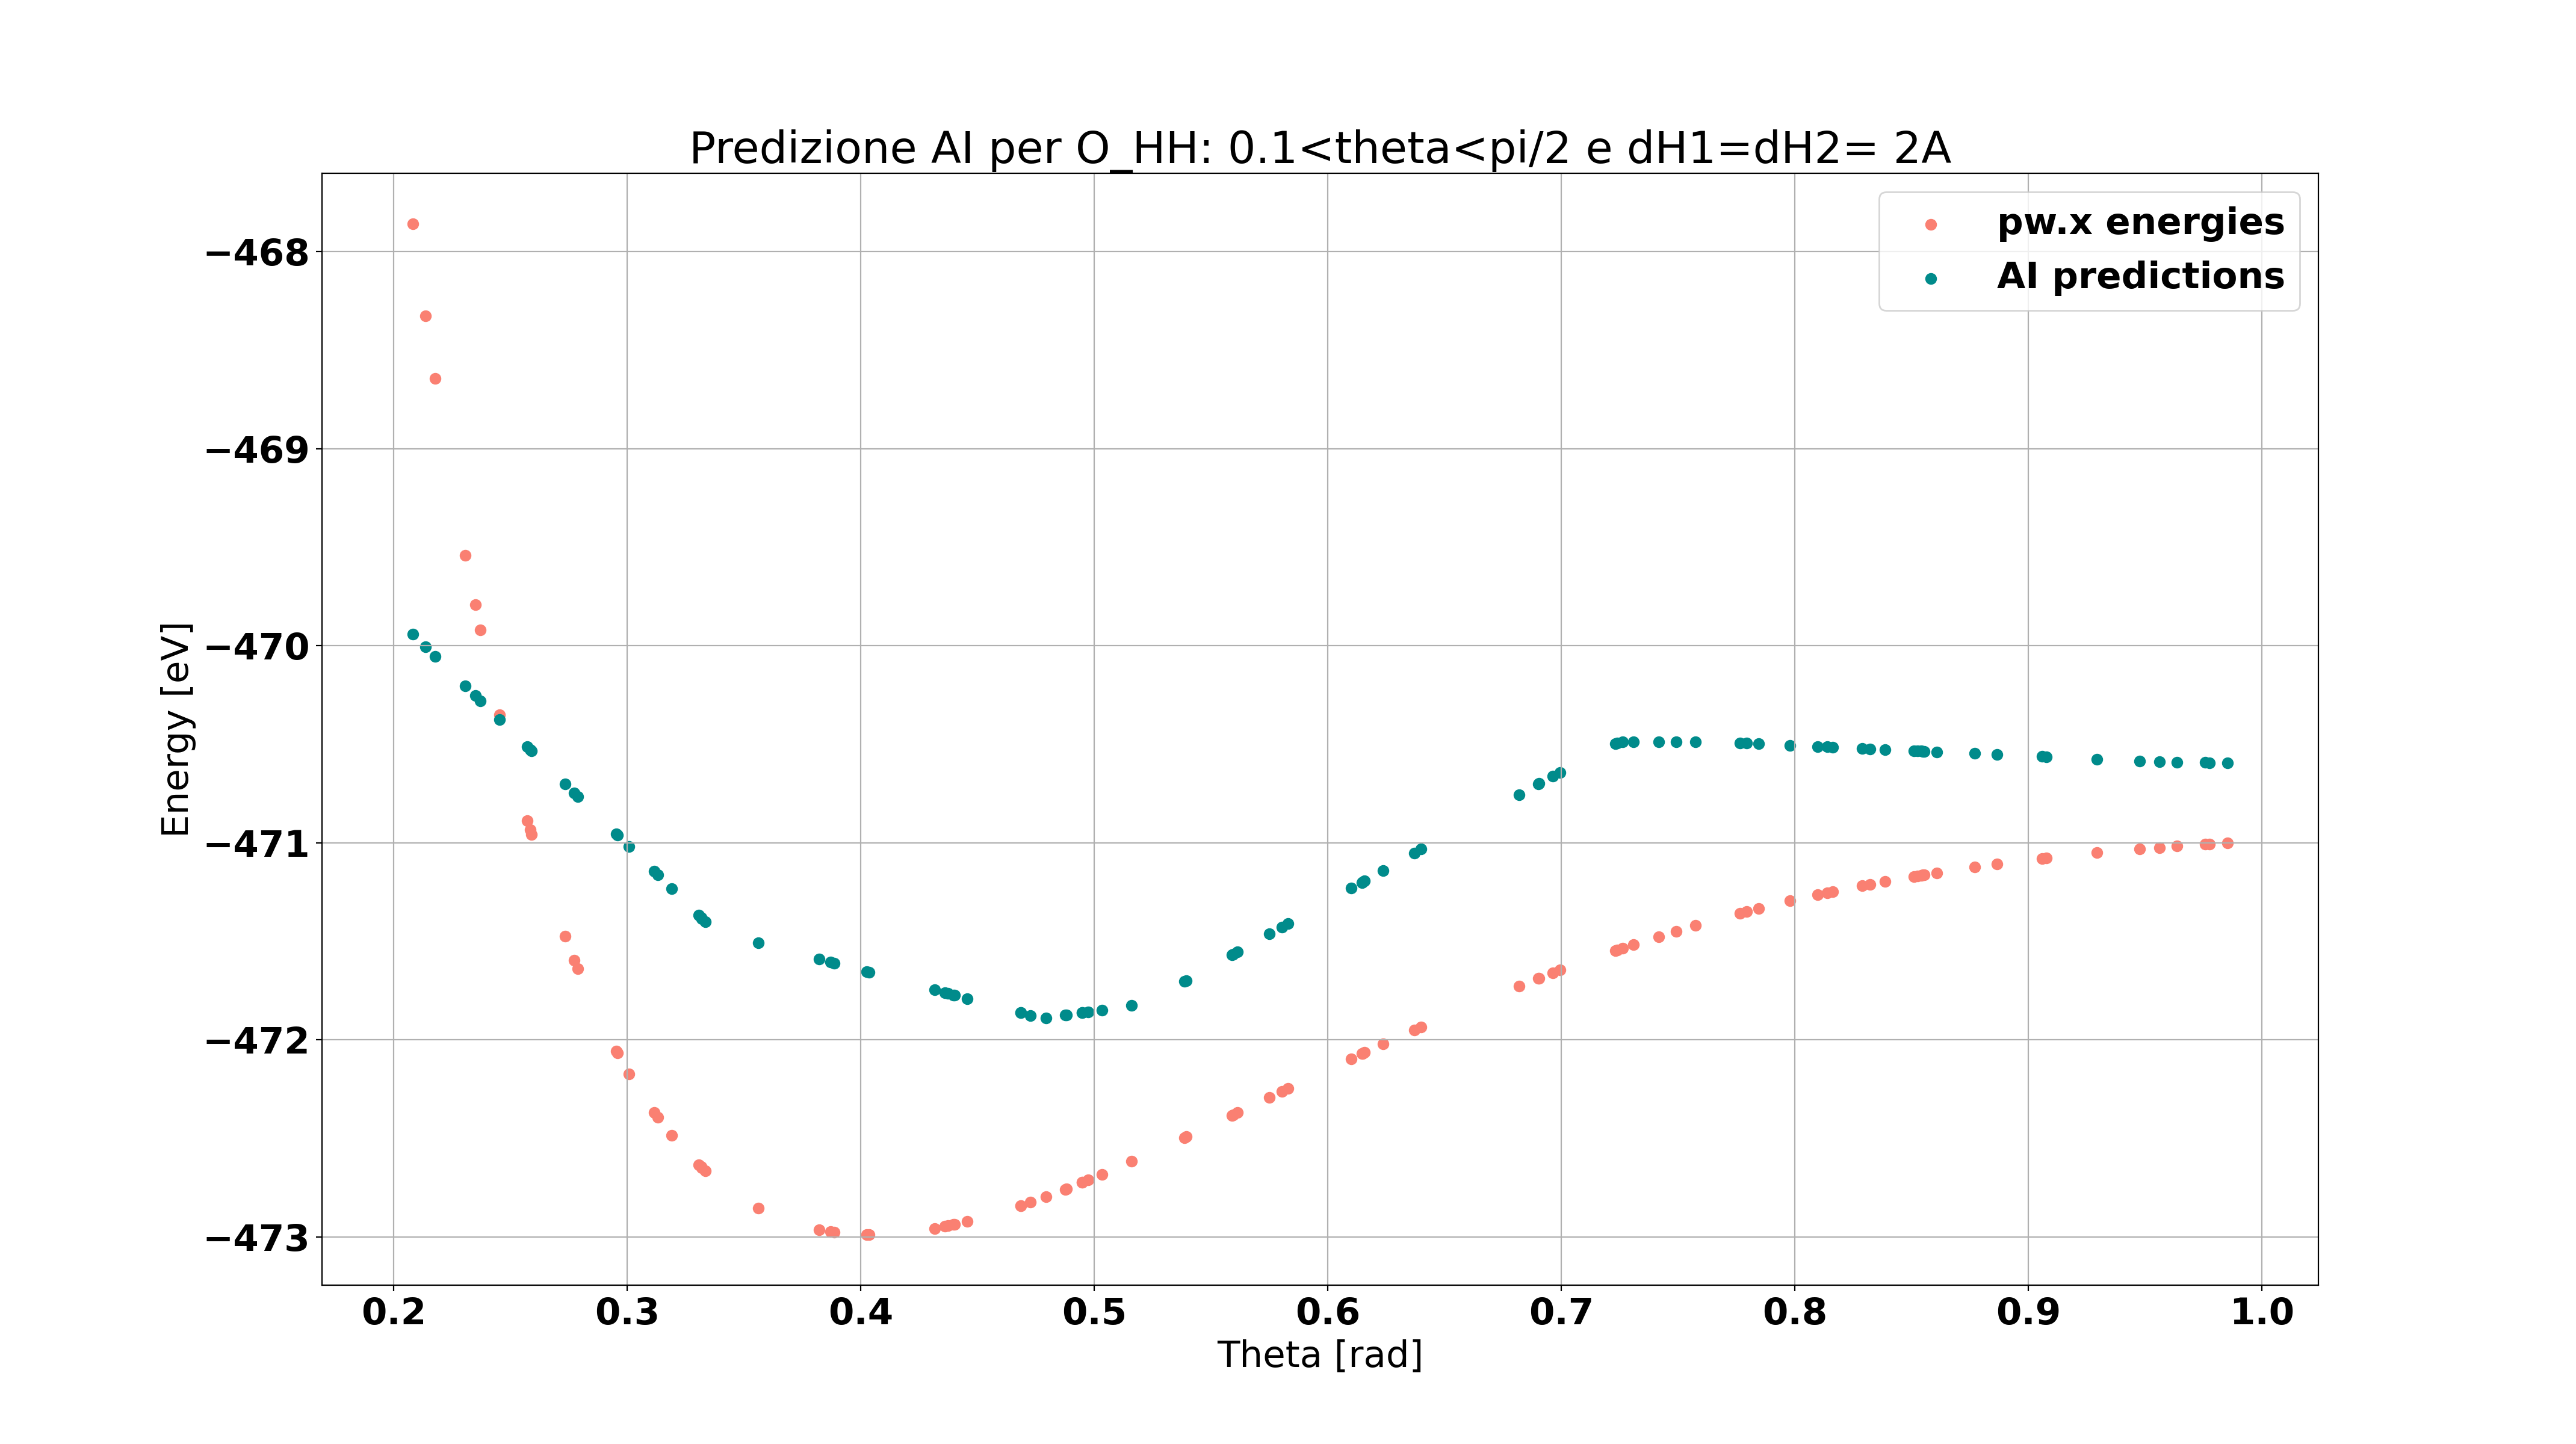 Predizione AI per O_HH: 0.1<theta<pi/2 e dH1=dH2= 2A
pw.x energies
AI predictions
Energy [eV]
−468
−469
−470
−471
−472
−473
0.2 0.3 0.4 0.5 0.6 0.7 0.8 0.9 1.0
Theta [rad]